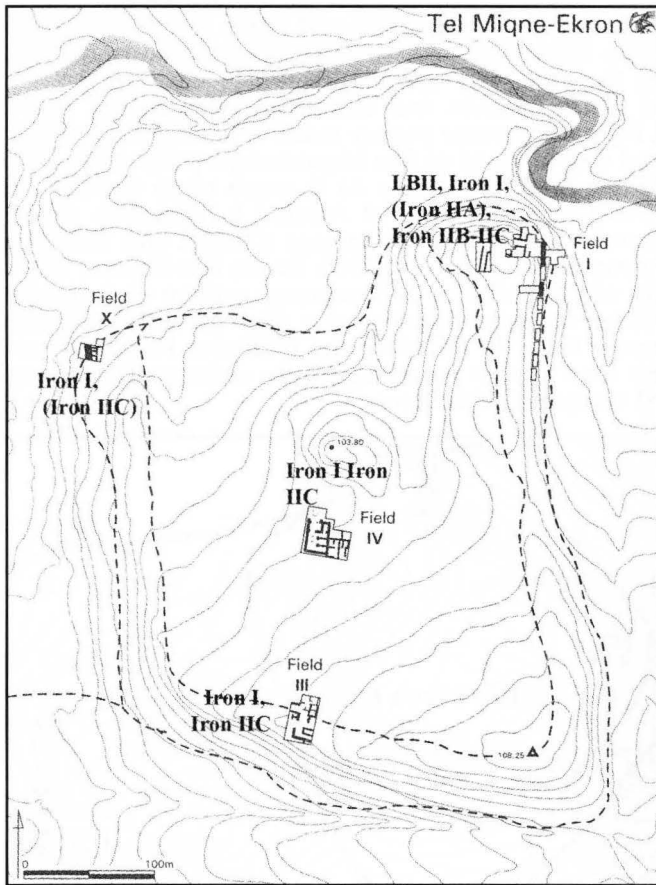 Tel Miqne-Ekron
LBII, Iron I,
(Iron IIA),
Iron IIB-IIC
Field
I
Field
X
Iron I,
(Iron IIC)
103.80
Iron I Iron
IIC
Field
IV
Field
III
Iron I,
Iron IIC
108.25
0
100m